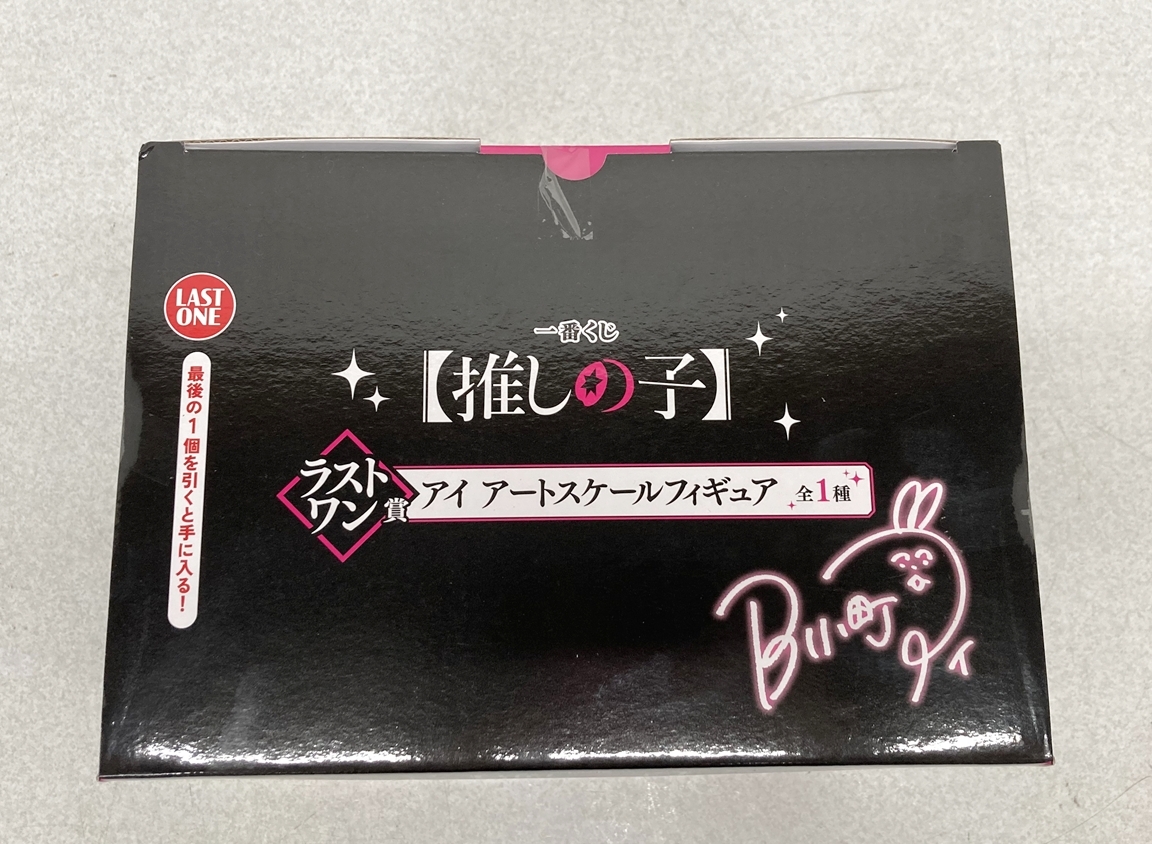 LAST
ONE
最後の1個を引くと手に入る!
一番くじ
【推しの子】
ラスト
ワン賞
アイ アートスケールフィギュア 全1種
B小町
アイ